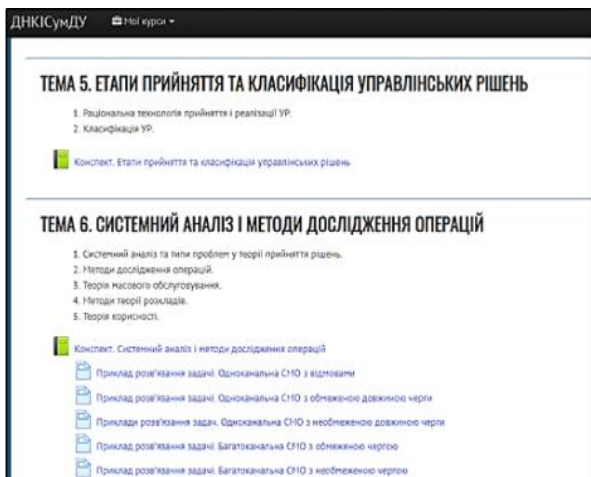 ДНКІСумДУ Мої курси
ТЕМА 5. ЕТАПИ ПРИЙНЯТТЯ ТА КЛАСИФІКАЦІЯ УПРАВЛІНСЬКИХ РІШЕНЬ
1. Раціональна технологія прийняття і реалізації УР.
2. Класифікація УР.
Конспект. Етапи прийняття та класифікація управлінських рішень
ТЕМА 6. СИСТЕМНИЙ АНАЛІЗ І МЕТОДИ ДОСЛІДЖЕННЯ ОПЕРАЦІЙ
1. Системний аналіз та типи проблем у теорії прийняття рішень.
2. Методи дослідження операцій.
3. Теорія масового обслуговування.
4. Методи теорії розкладів.
5. Теорія корисності.
Конспект. Системний аналіз і методи дослідження операцій
Приклад розв'язання задачі. Одноканальна СМО з відмовами
Приклад розв'язання задачі. Одноканальна СМО з обмеженою довжиною черги
Приклади розв'язання задач. Одноканальна СМО з необмеженою довжиною черги
Приклад розв'язання задачі. Багатоканальна СМО з обмеженою чергою
Приклад розв'язання задачі. Багатоканальна СМО з необмеженою чергою